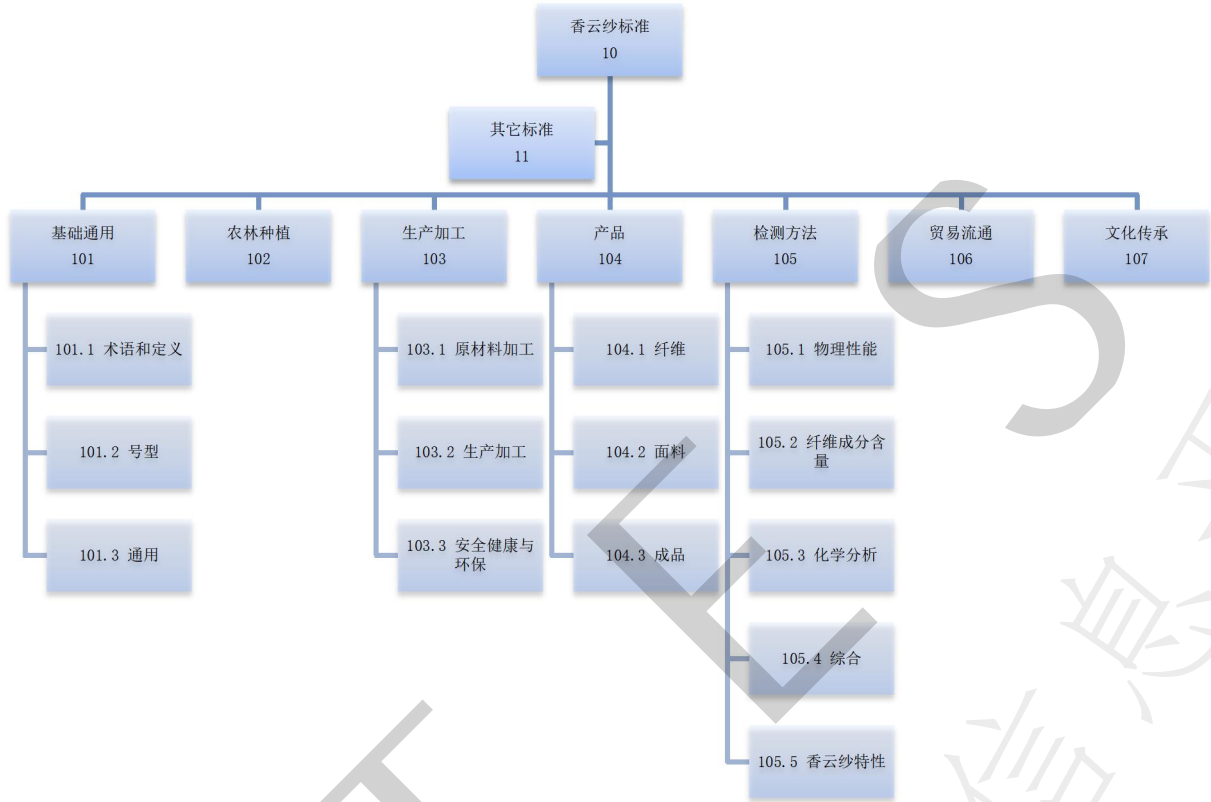 香云纱标准
10
其它标准
11
基础通用
101
农林种植
102
生产加工
103
产品
104
检测方法
105
贸易流通
106
文化传承
107
101.1 术语和定义
101.2 号型
101.3 通用
103.1 原材料加工
103.2 生产加工
103.3 安全健康与
环保
104.1 纤维
104.2 面料
104.3 成品
105.1 物理性能
105.2 纤维成分含
量
105.3 化学分析
105.4 综合
105.5 香云纱特性
E S
信息